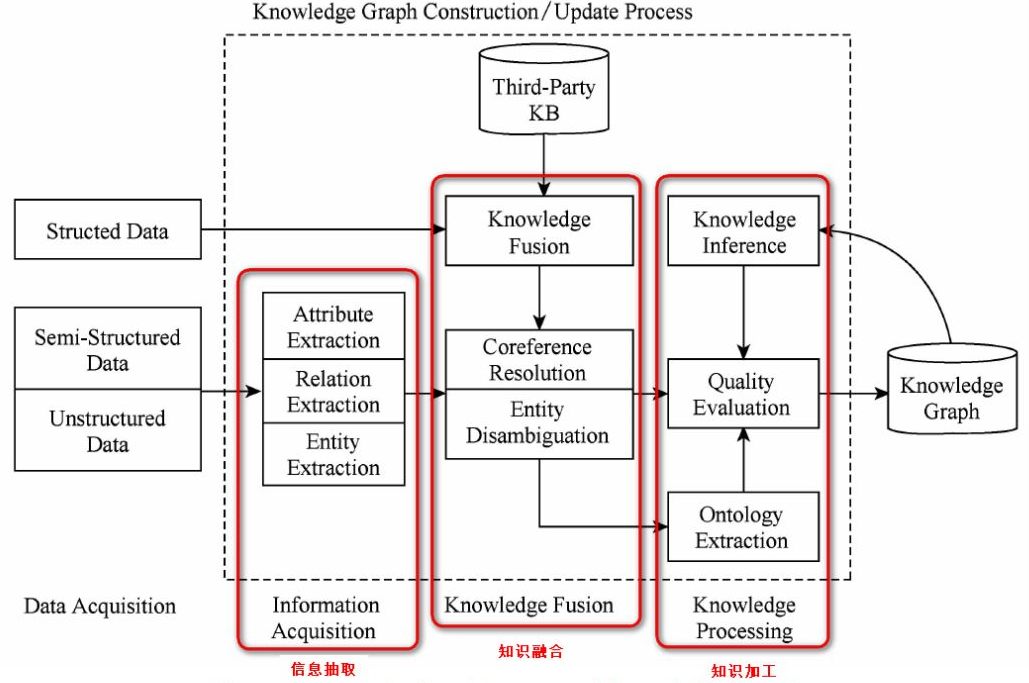 Knowledge Graph Construction/Update Process
Third-Party
KB
Structed Data
Knowledge
Fusion
Knowledge
Inference
Semi-Structured
Data
Unstructured
Data
Attribute
Extraction
Relation
Extraction
Entity
Extraction
Coreference
Resolution
Entity
Disambiguation
Quality
Evaluation
Ontology
Extraction
Knowledge
Graph
Data Acquisition
Information
Acquisition
Knowledge Fusion
Knowledge
Processing
信息抽取
知识融合
知识加工